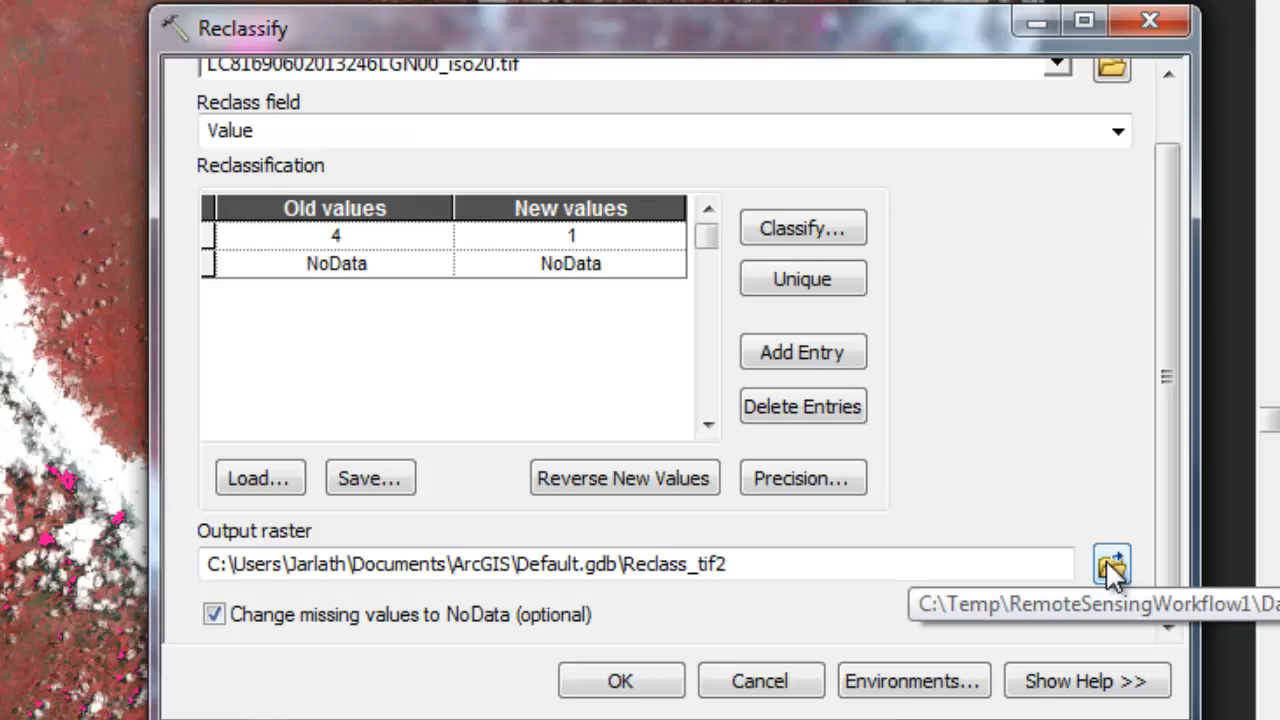 Reclassify
LC81690602013246LGN00_iso20.tif
Reclass field
Value
Reclassification
Old values New values
4 1
NoData NoData
Classify...
Unique
Add Entry
Delete Entries
Load... Save... Reverse New Values Precision...
Output raster
C:\Users\Jarlath\Documents\ArcGIS\Default.gdb\Reclass_tif2
C:\Temp\RemoteSensingWorkflow1\Da
Change missing values to NoData (optional)
OK Cancel Environments... Show Help >>